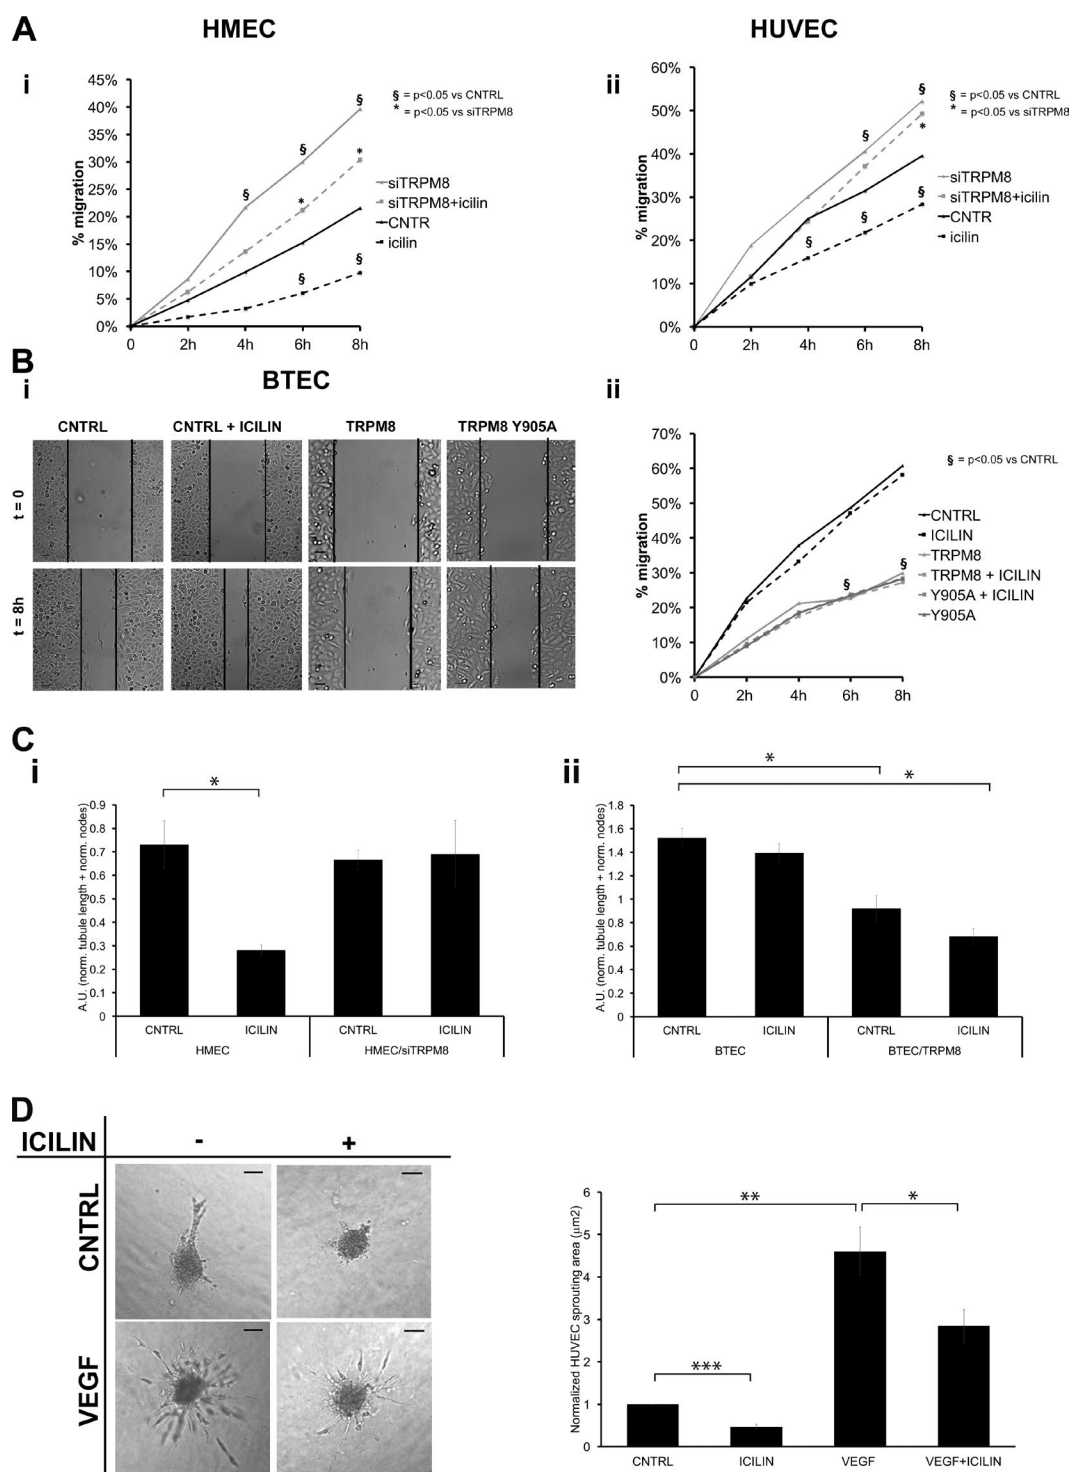 A
HMEC
HUVEC
i
45%
40%
35%
30%
25%
20%
15%
10%
5%
0%
% migration
0 2h 4h 6h 8h
§ § § § § * *
§ = p<0.05 vs CNTRL
* = p<0.05 vs siTRPM8
siTRPM8
siTRPM8+icilin
CNTR
icilin
ii
60%
50%
40%
30%
20%
10%
0%
% migration
0 2h 4h 6h 8h
§ § § § § *
§ = p<0.05 vs CNTRL
* = p<0.05 vs siTRPM8
siTRPM8
siTRPM8+icilin
CNTR
icilin
B
BTEC
i
CNTRL CNTRL + ICILIN TRPM8 TRPM8 Y905A
t = 0
t = 8h
ii
70%
60%
50%
40%
30%
20%
10%
0%
% migration
0 2h 4h 6h 8h
§ §
§ = p<0.05 vs CNTRL
CNTRL
ICILIN
TRPM8
TRPM8 + ICILIN
Y905A + ICILIN
Y905A
C
i
*
0.9
0.8
0.7
0.6
0.5
0.4
0.3
0.2
0.1
0
A.U. (norm. tubule length + norm. nodes)
CNTRL ICILIN CNTRL ICILIN
HMEC HMEC/siTRPM8
ii
*
*
1.8
1.6
1.4
1.2
1
0.8
0.6
0.4
0.2
0
A.U. (norm. tubule length + norm. nodes)
CNTRL ICILIN CNTRL ICILIN
BTEC BTEC/TRPM8
D
ICILIN - +
CNTRL
VEGF
6
5
4
3
2
1
0
Normalized HUVEC sprouting area (µm2)
** *
***
CNTRL ICILIN VEGF VEGF+ICILIN